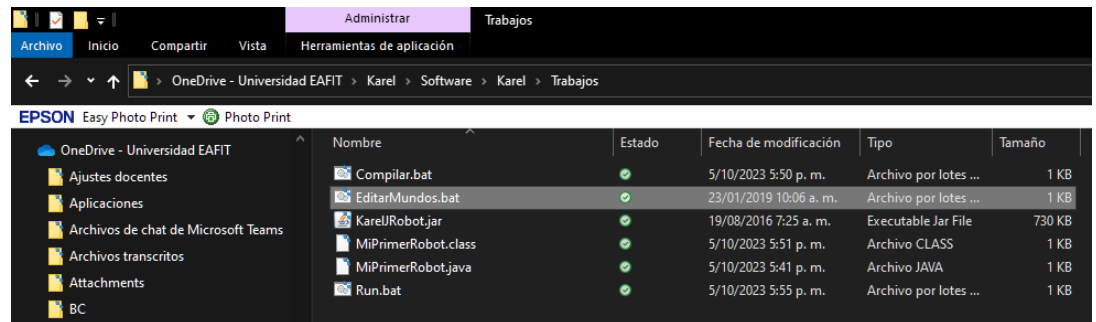 Administrar Trabajos
Archivo Inicio Compartir Vista Herramientas de aplicación
OneDrive - Universidad EAFIT > Karel > Software > Karel > Trabajos
EPSON Easy Photo Print Photo Print
OneDrive - Universidad EAFIT
Ajustes docentes
Aplicaciones
Archivos de chat de Microsoft Teams
Archivos transcritos
Attachments
BC
Nombre Estado Fecha de modificación Tipo Tamaño
Compilar.bat 5/10/2023 5:50 p. m. Archivo por lotes ... 1 KB
EditarMundos.bat 23/01/2019 10:06 a. m. Archivo por lotes ... 1 KB
KarelJRobot.jar 19/08/2016 7:25 a. m. Executable Jar File 730 KB
MiPrimerRobot.class 5/10/2023 5:51 p. m. Archivo CLASS 1 KB
MiPrimerRobot.java 5/10/2023 5:41 p. m. Archivo JAVA 1 KB
Run.bat 5/10/2023 5:55 p. m. Archivo por lotes ... 1 KB